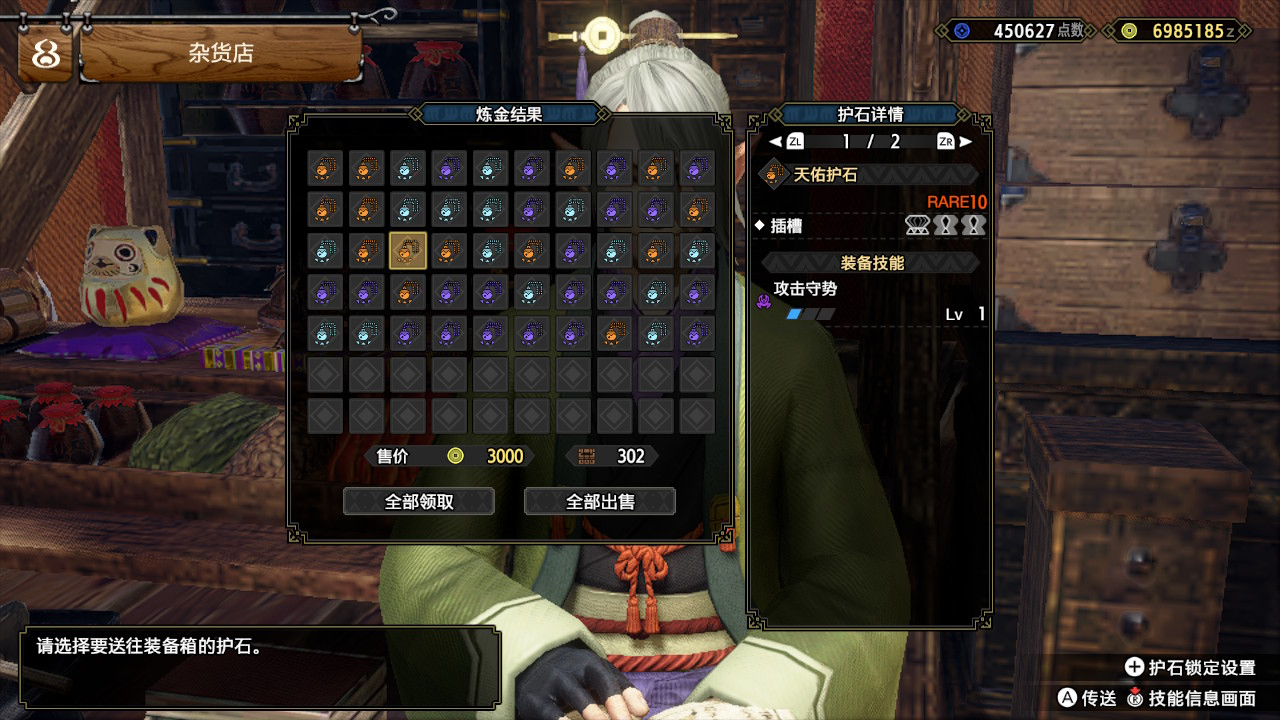 杂货店
450627点数
6985185z
炼金结果
护石详情
ZL 1 / 2 ZR
天佑护石
RARE10
插槽
装备技能
攻击守势
Lv 1
售价 3000
302
全部领取
全部出售
请选择要送往装备箱的护石。
护石锁定设置
A传送 R技能信息画面